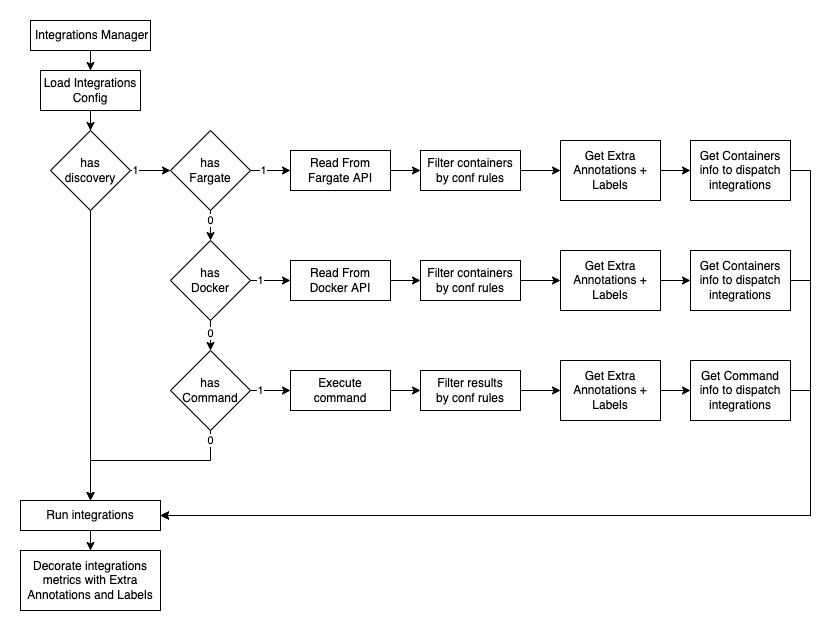 Integrations Manager
Load Integrations
Config
has
discovery
1
has
Fargate
1
Read From
Fargate API
Filter containers
by conf rules
Get Extra
Annotations +
Labels
Get Containers
info to dispatch
integrations
0
has
Docker
1
Read From
Docker API
Filter containers
by conf rules
Get Extra
Annotations +
Labels
Get Containers
info to dispatch
integrations
0
has
Command
1
Execute
command
Filter results
by conf rules
Get Extra
Annotations +
Labels
Get Command
info to dispatch
integrations
0
Run integrations
Decorate integrations
metrics with Extra
Annotations and Labels